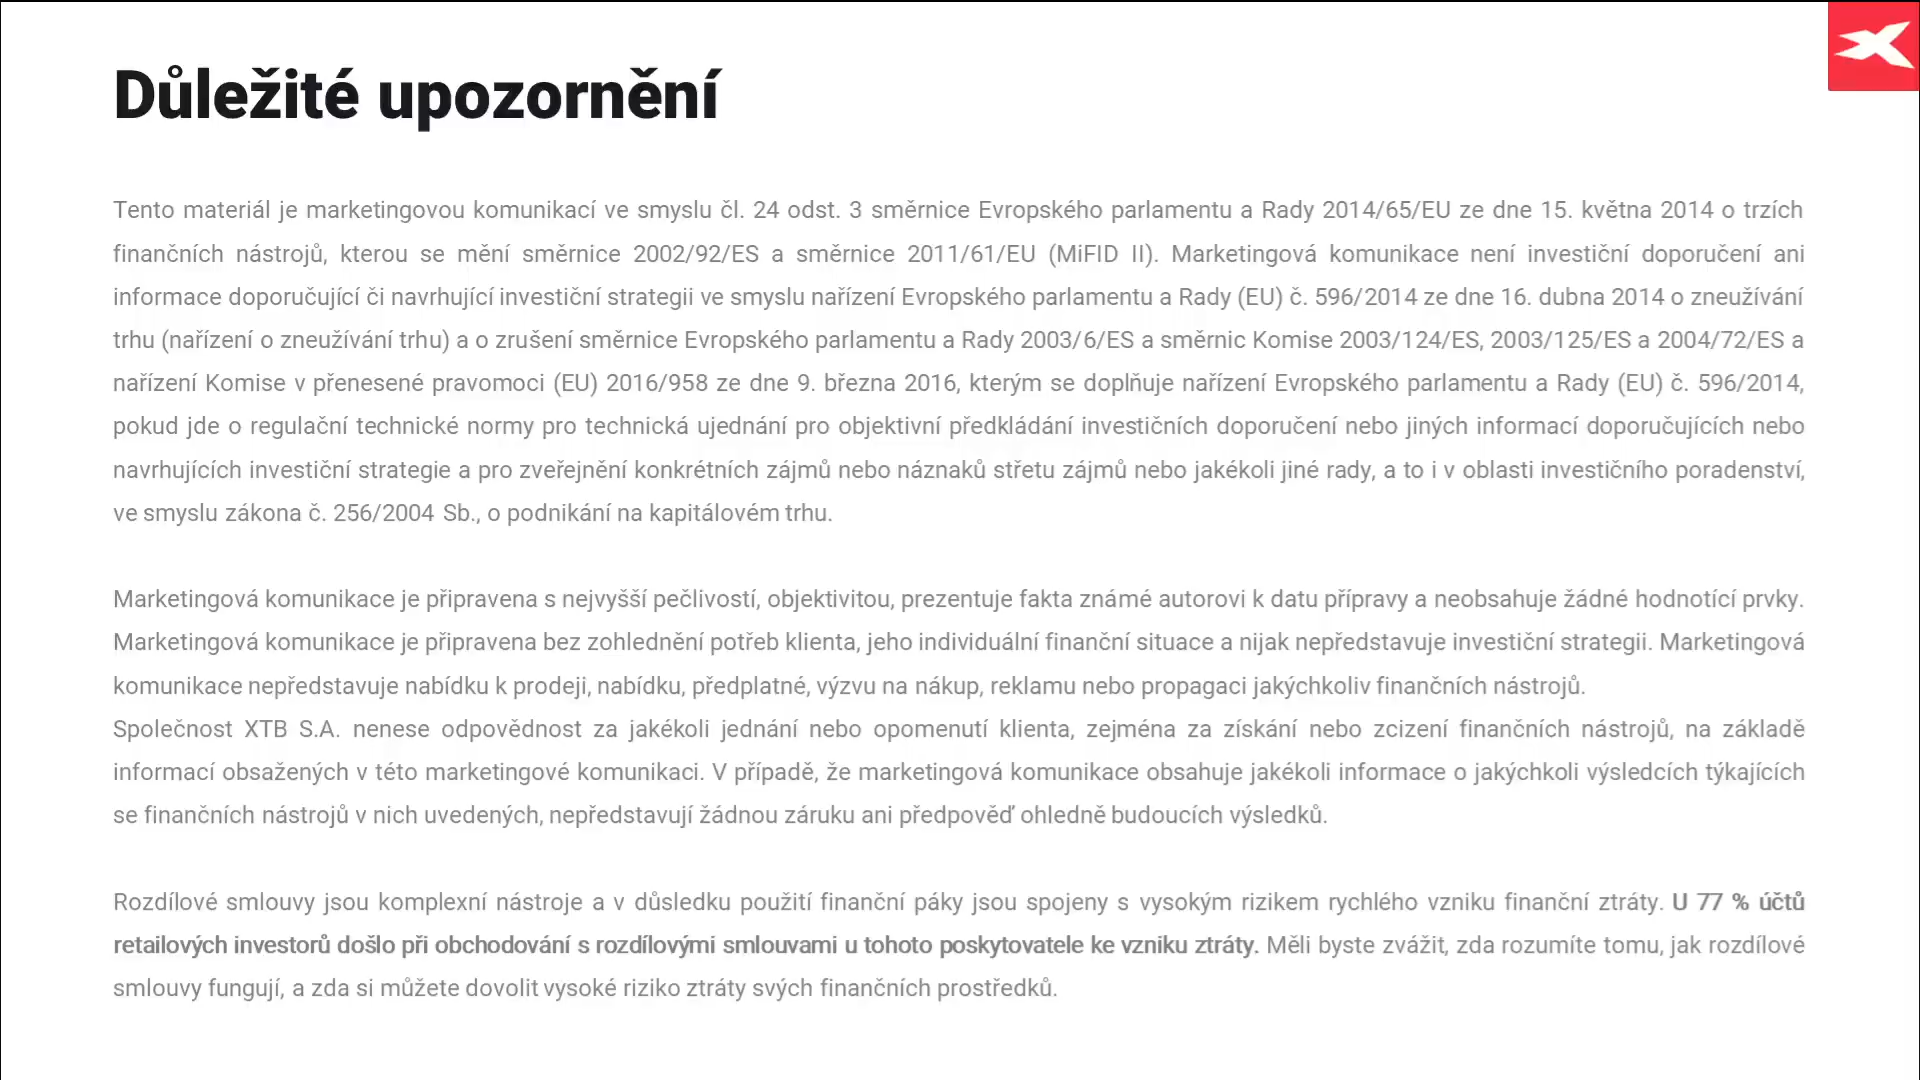 Důležité upozornění
Tento materiál je marketingovou komunikací ve smyslu čl. 24 odst. 3 směrnice Evropského parlamentu a Rady 2014/65/EU ze dne 15. května 2014 o trzích
finančních nástrojů, kterou se mění směrnice 2002/92/ES a směrnice 2011/61/EU (MiFID II). Marketingová komunikace není investiční doporučení ani
informace doporučující či navrhující investiční strategii ve smyslu nařízení Evropského parlamentu a Rady (EU) č. 596/2014 ze dne 16. dubna 2014 o zneužívání
trhu (nařízení o zneužívání trhu) a o zrušení směrnice Evropského parlamentu a Rady 2003/6/ES a směrnic Komise 2003/124/ES, 2003/125/ES a 2004/72/ES a
nařízení Komise v přenesené pravomoci (EU) 2016/958 ze dne 9. března 2016, kterým se doplňuje nařízení Evropského parlamentu a Rady (EU) č. 596/2014,
pokud jde o regulační technické normy pro technická ujednání pro objektivní předkládání investičních doporučení nebo jiných informací doporučujících nebo
navrhujících investiční strategie a pro zveřejnění konkrétních zájmů nebo náznaků střetu zájmů nebo jakékoli jiné rady, a to i v oblasti investičního poradenství,
ve smyslu zákona č. 256/2004 Sb., o podnikání na kapitálovém trhu.
Marketingová komunikace je připravena s nejvyšší pečlivostí, objektivitou, prezentuje fakta známé autorovi k datu přípravy a neobsahuje žádné hodnotící prvky.
Marketingová komunikace je připravena bez zohlednění potřeb klienta, jeho individuální finanční situace a nijak nepředstavuje investiční strategii. Marketingová
komunikace nepředstavuje nabídku k prodeji, nabídku, předplatné, výzvu na nákup, reklamu nebo propagaci jakýchkoliv finančních nástrojů.
Společnost XTB S.A. nenese odpovědnost za jakékoli jednání nebo opomenutí klienta, zejména za získání nebo zcizení finančních nástrojů, na základě
informací obsažených v této marketingové komunikaci. V případě, že marketingová komunikace obsahuje jakékoli informace o jakýchkoli výsledcích týkajících
se finančních nástrojů v nich uvedených, nepředstavují žádnou záruku ani předpověď ohledně budoucích výsledků.
Rozdílové smlouvy jsou komplexní nástroje a v důsledku použití finanční páky jsou spojeny s vysokým rizikem rychlého vzniku finanční ztráty. U 77 % účtů
retailových investorů došlo při obchodování s rozdílovými smlouvami u tohoto poskytovatele ke vzniku ztráty. Měli byste zvážit, zda rozumíte tomu, jak rozdílové
smlouvy fungují, a zda si můžete dovolit vysoké riziko ztráty svých finančních prostředků.